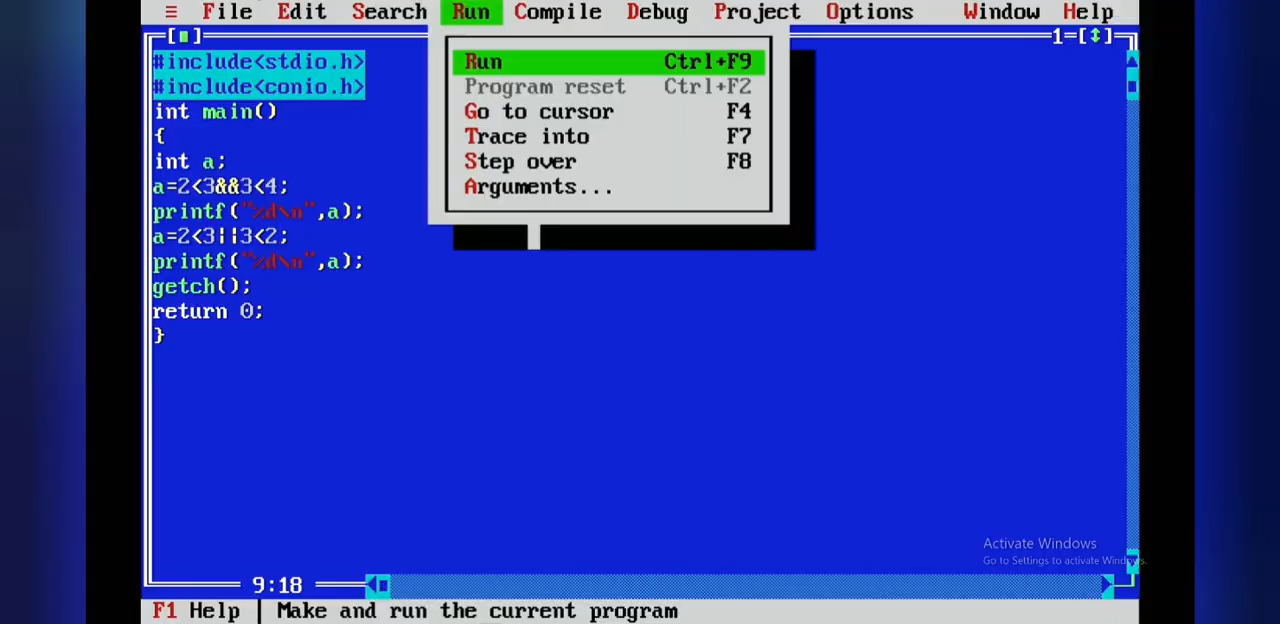 ≡ File Edit Search Run Compile Debug Project Options Window Help
[■] 1=[↕]
Run Ctrl+F9
Program reset Ctrl+F2
Go to cursor F4
Trace into F7
Step over F8
Arguments...
#include<stdio.h>
#include<conio.h>
int main()
{
int a;
a=2<3&&3<4;
printf("%d\n",a);
a=2<3||3<2;
printf("%d\n",a);
getch();
return 0;
}
Activate Windows
Go to Settings to activate Windows.
9:18
F1 Help | Make and run the current program